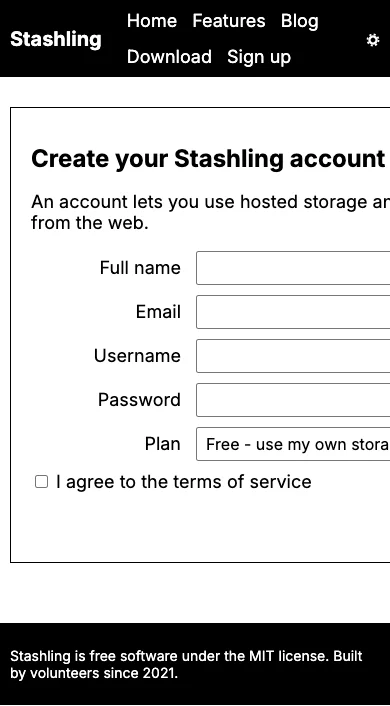 Stashling
Home Features Blog
Download Sign up
Create your Stashling account
An account lets you use hosted storage
from the web.
Full name
Email
Username
Password
Plan
Free - use my own
I agree to the terms of service
Stashling is free software under the MIT license. Built
by volunteers since 2021.